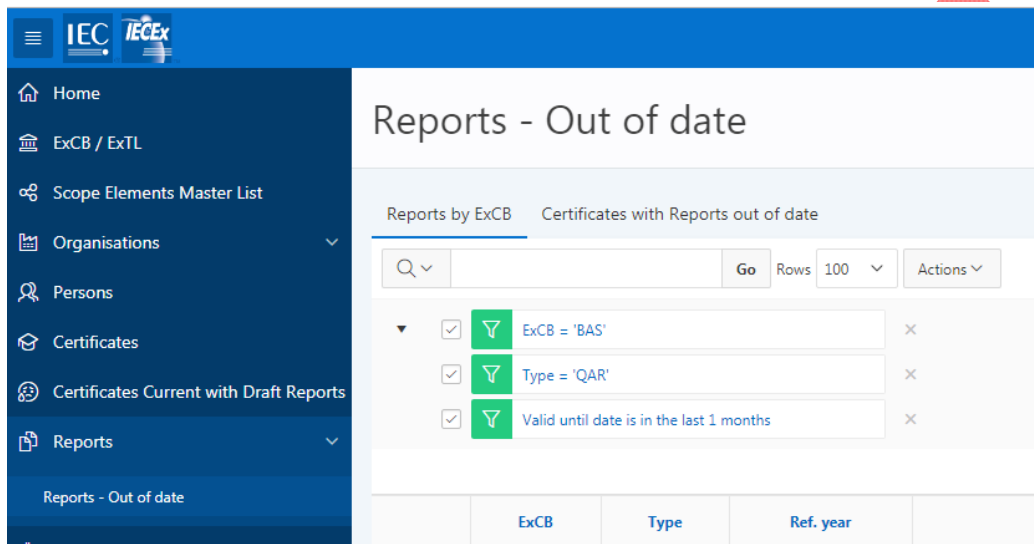 IEC IECEx
Home
ExCB / ExTL
Scope Elements Master List
Organisations
Persons
Certificates
Certificates Current with Draft Reports
Reports
Reports - Out of date
Reports - Out of date
Reports by ExCB Certificates with Reports out of date
Go Rows 100 Actions
ExCB = 'BAS'
Type = 'QAR'
Valid until date is in the last 1 months
ExCB Type Ref. year